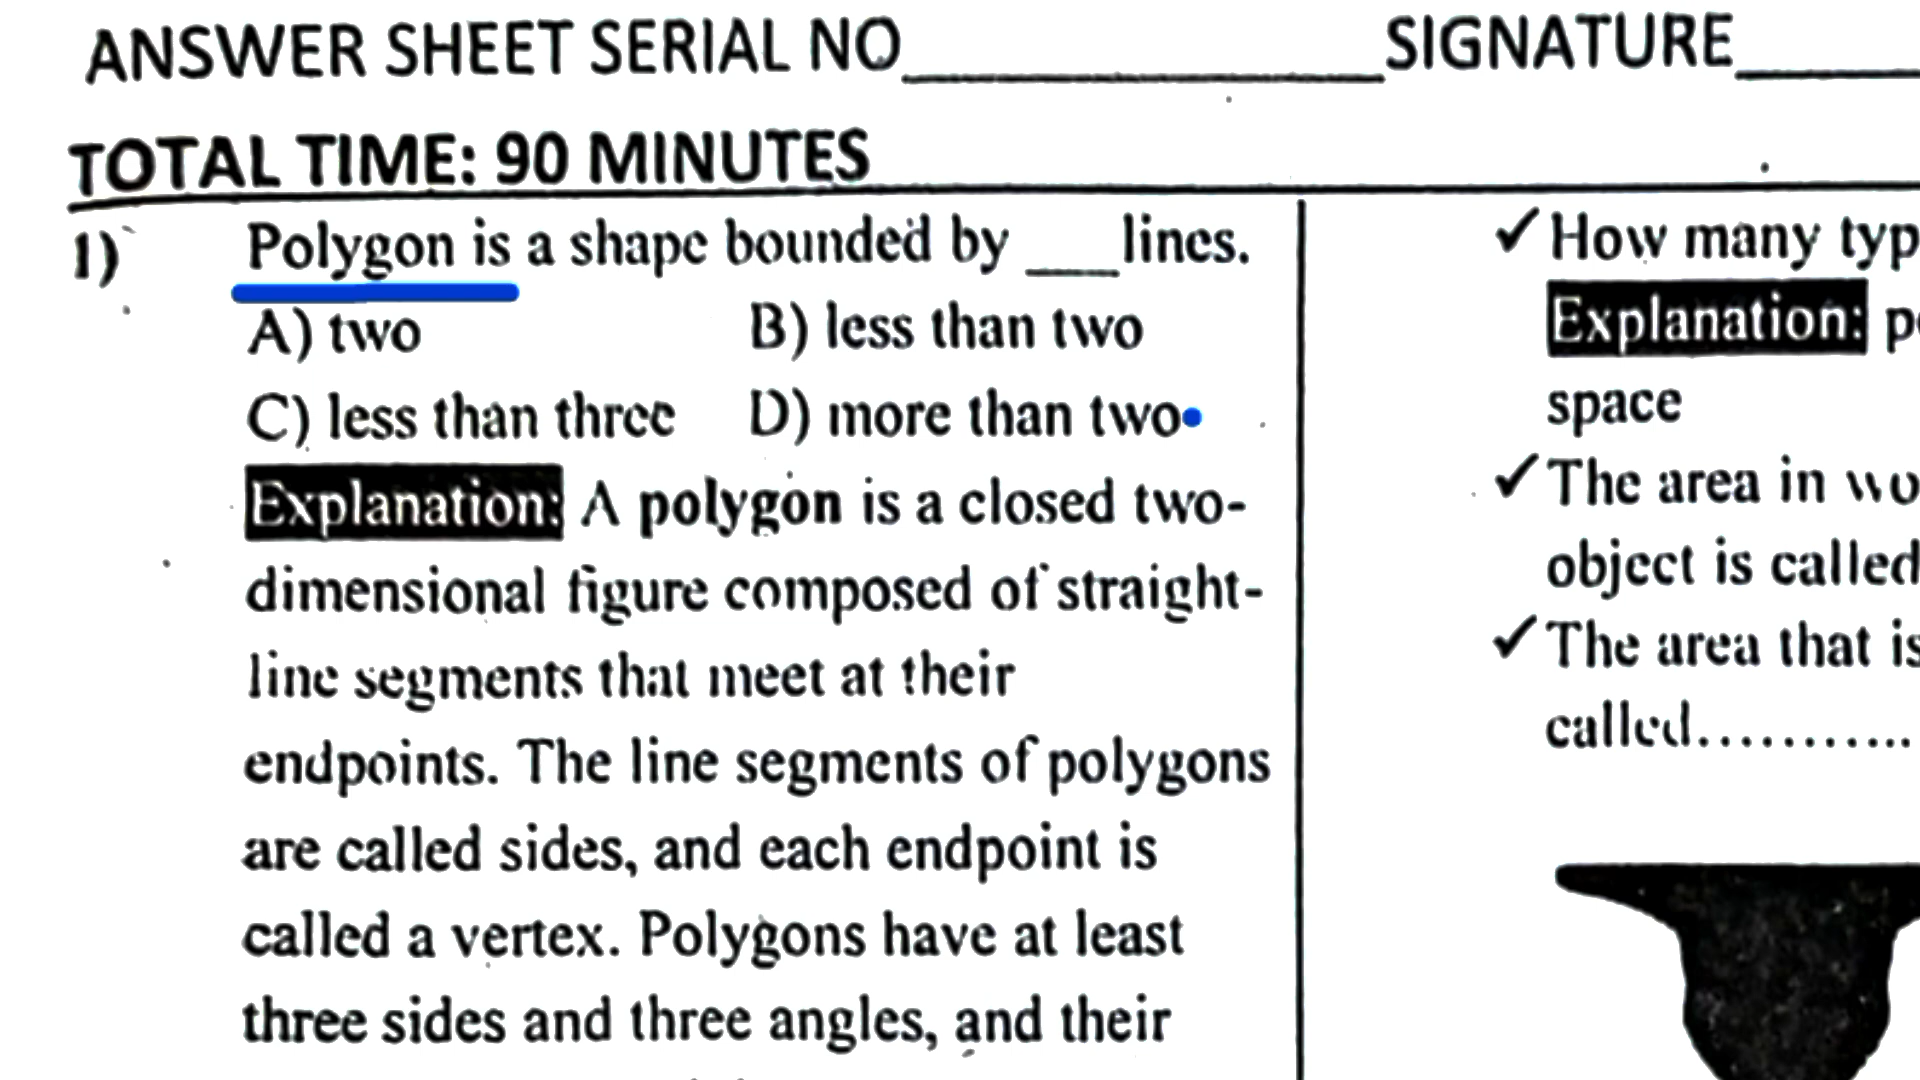 ANSWER SHEET SERIAL NO____________SIGNATURE____
TOTAL TIME: 90 MINUTES
1) Polygon is a shape bounded by ___lines.
A) two B) less than two
C) less than three D) more than two
Explanation: A polygon is a closed two-
dimensional figure composed of straight-
line segments that meet at their
endpoints. The line segments of polygons
are called sides, and each endpoint is
called a vertex. Polygons have at least
three sides and three angles, and their
✓ How many typ
Explanation:
space
✓ The area in
object is called
✓ The area that is
called...........